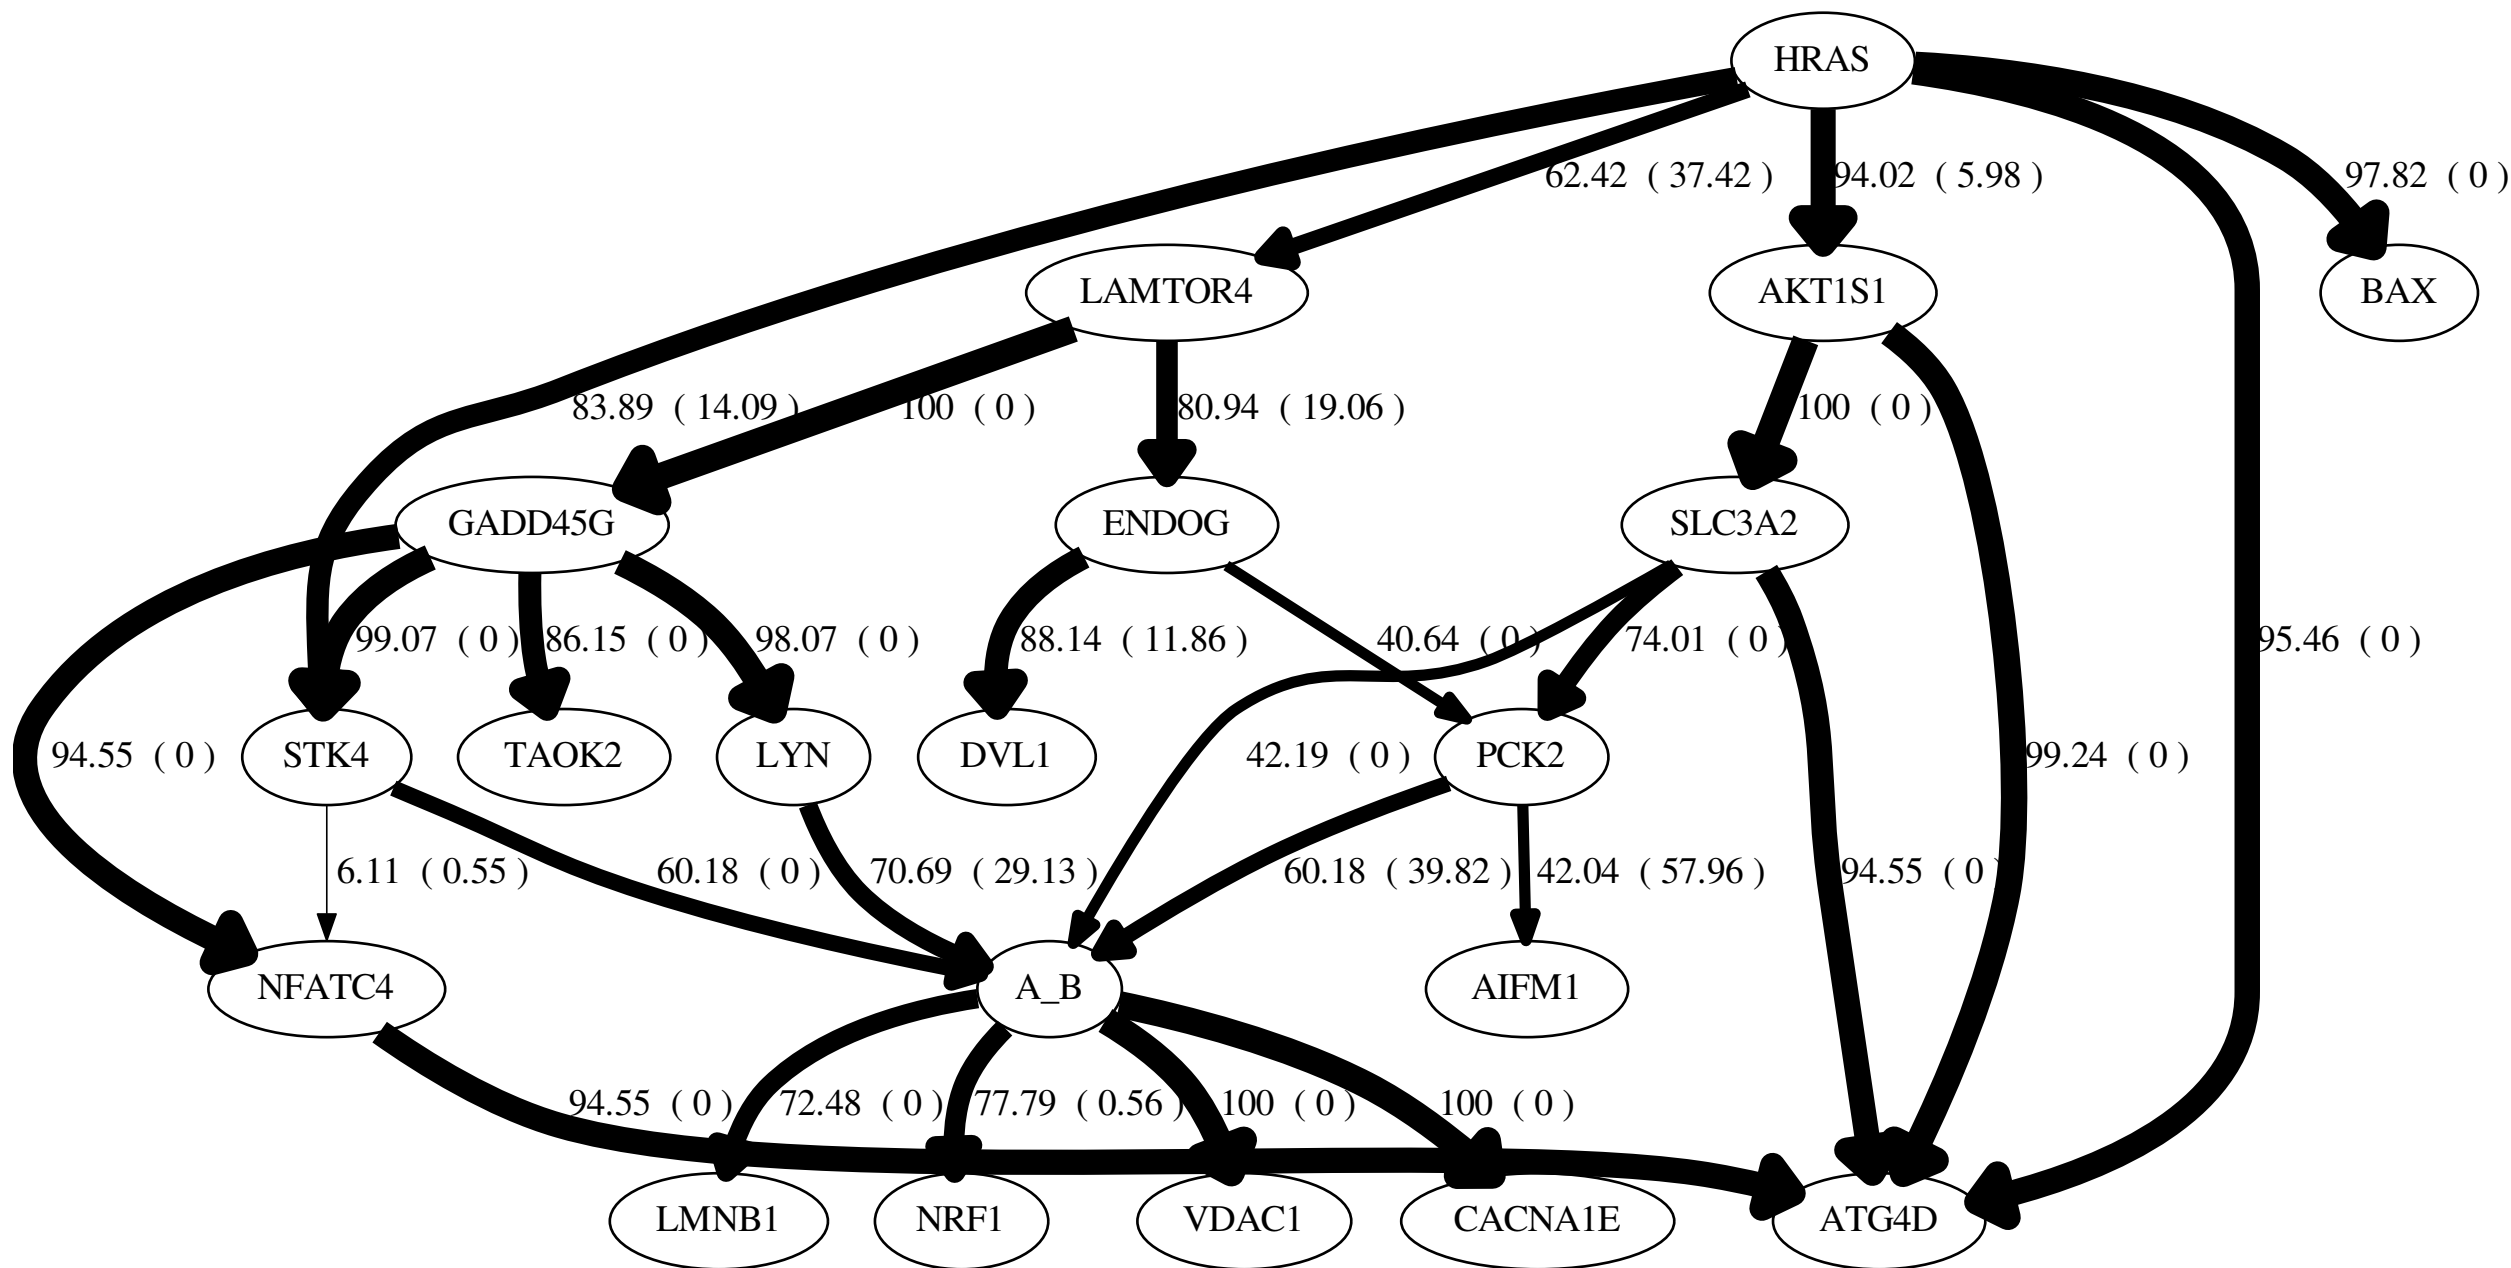 HRAS
62.42 ( 37.42 )
94.02 ( 5.98 )
97.82 ( 0 )
LAMTOR4
AKT1S1
BAX
83.89 ( 14.09 )
100 ( 0 )
80.94 ( 19.06 )
100 ( 0 )
GADD45G
ENDOG
SLC3A2
99.07 ( 0 )
86.15 ( 0 )
98.07 ( 0 )
88.14 ( 11.86 )
40.64 ( 0 )
74.01 ( 0 )
95.46 ( 0 )
94.55 ( 0 )
STK4
TAOK2
LYN
DVL1
42.19 ( 0 )
PCK2
99.24 ( 0 )
6.11 ( 0.55 )
60.18 ( 0 )
70.69 ( 29.13 )
60.18 ( 39.82 )
42.04 ( 57.96 )
94.55 ( 0 )
NFATC4
A_B
AIFM1
94.55 ( 0 )
72.48 ( 0 )
77.79 ( 0.56 )
100 ( 0 )
100 ( 0 )
LMNB1
NRF1
VDAC1
CACNA1E
ATG4D